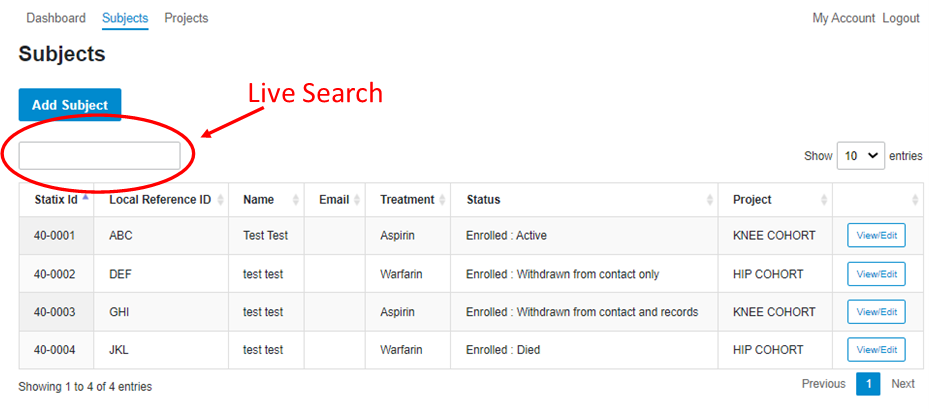 Dashboard Subjects Projects My Account Logout
Subjects
Live Search
Add Subject
Show 10 entries
Statix Id Local Reference ID Name Email Treatment Status Project
40-0001 ABC Test Test Aspirin Enrolled : Active KNEE COHORT View/Edit
40-0002 DEF test test Warfarin Enrolled : Withdrawn from contact only HIP COHORT View/Edit
40-0003 GHI test test Aspirin Enrolled : Withdrawn from contact and records KNEE COHORT View/Edit
40-0004 JKL test test Warfarin Enrolled : Died HIP COHORT View/Edit
Showing 1 to 4 of 4 entries Previous 1 Next